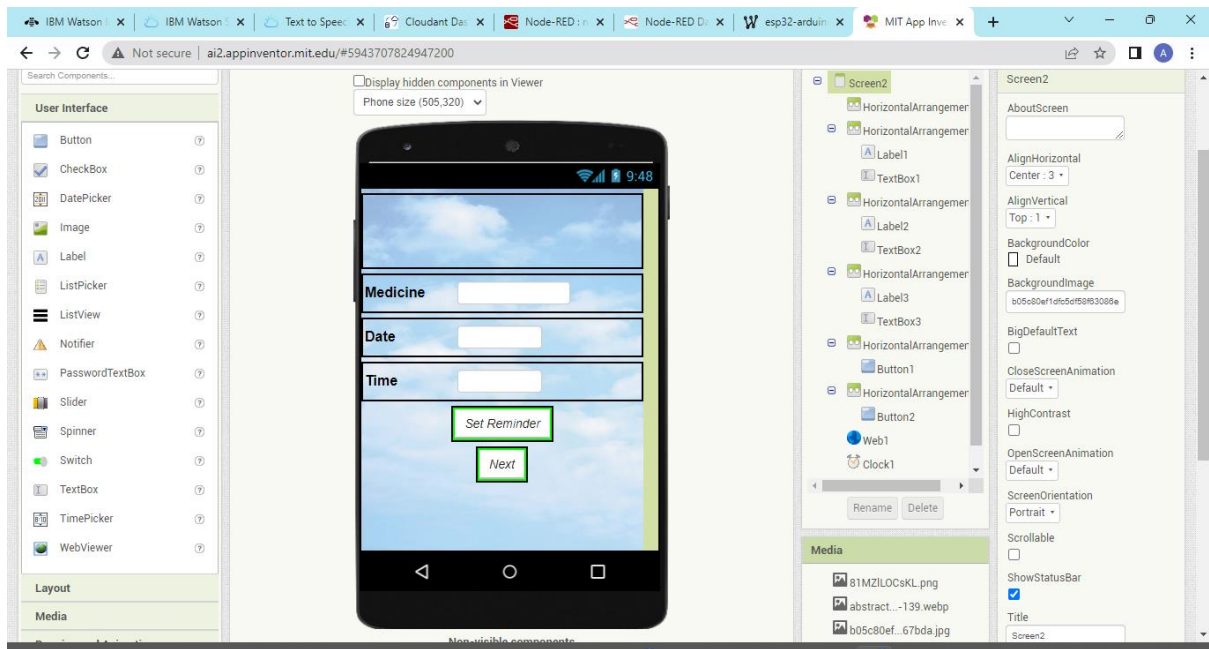 IBM Watson
IBM Watson
Text to Speec
Cloudant Das
Node-RED : n
Node-RED Da
esp32-arduin
MIT App Inve
Not secure | ai2.appinventor.mit.edu/#5943707824947200
A
Search Components...
User Interface
Button
CheckBox
DatePicker
Image
Label
ListPicker
ListView
Notifier
PasswordTextBox
Slider
Spinner
Switch
TextBox
TimePicker
WebViewer
Layout
Media
Display hidden components in Viewer
Phone size (505,320)
9:48
Medicine
Date
Time
Set Reminder
Next
Non-visible components
Screen2
HorizontalArrangemer
HorizontalArrangemer
Label1
TextBox1
HorizontalArrangemer
Label2
TextBox2
HorizontalArrangemer
Label3
TextBox3
HorizontalArrangemer
Button1
HorizontalArrangemer
Button2
Web1
Clock1
Rename Delete
Media
81MZlLOCsKL.png
abstract...-139.webp
b05c80ef...67bda.jpg
Screen2
AboutScreen
AlignHorizontal
Center : 3
AlignVertical
Top : 1
BackgroundColor
Default
BackgroundImage
b05c80ef1dfc5df58f63086e
BigDefaultText
CloseScreenAnimation
Default
HighContrast
OpenScreenAnimation
Default
ScreenOrientation
Portrait
Scrollable
ShowStatusBar
Title
Screen2